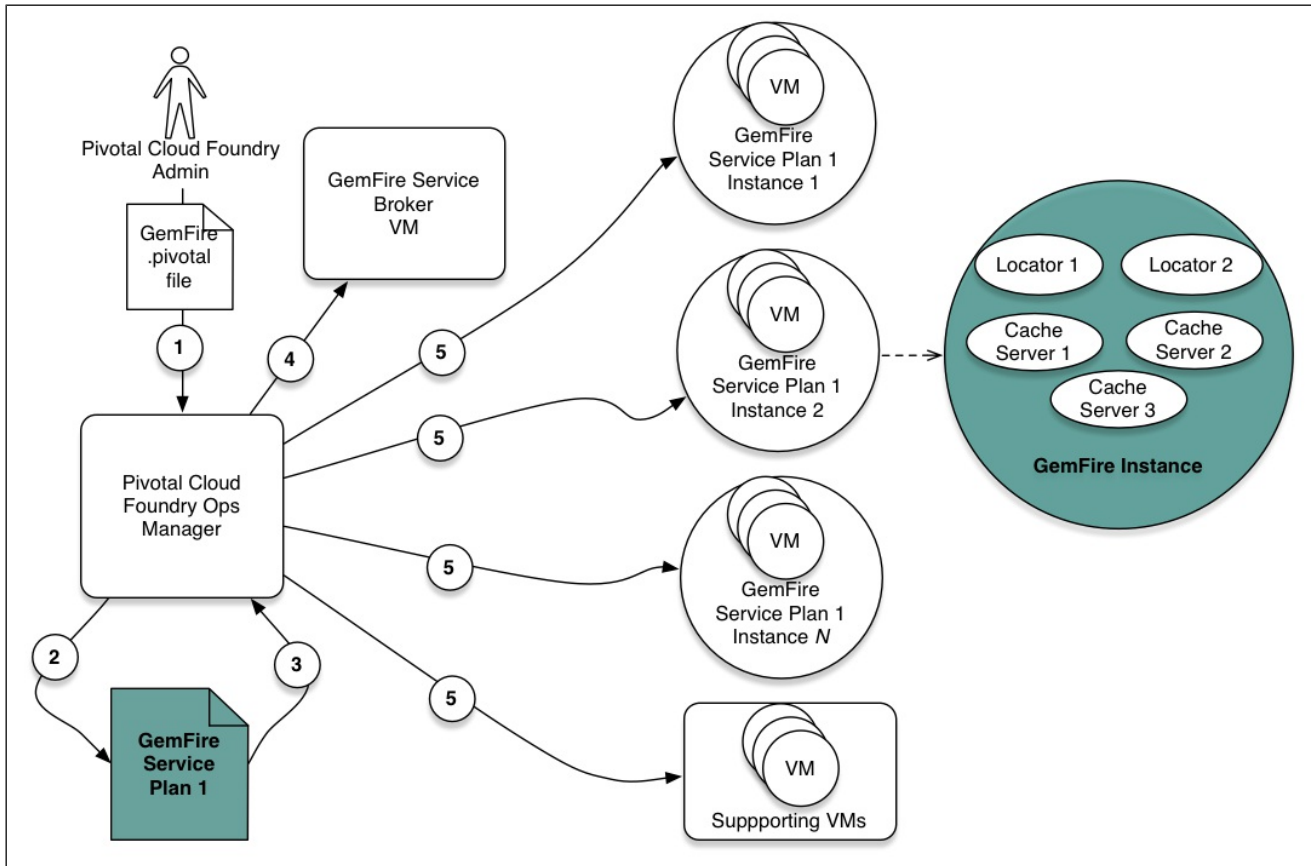 Pivotal Cloud Foundry
Admin
GemFire
.pivotal
file
1
GemFire Service
Broker
VM
4
Pivotal Cloud
Foundry Ops
Manager
2
3
GemFire
Service
Plan 1
5
5
5
5
VM
GemFire
Service Plan 1
Instance 1
VM
GemFire
Service Plan 1
Instance 2
VM
GemFire
Service Plan 1
Instance N
VM
Suppporting VMs
Locator 1
Locator 2
Cache
Server 1
Cache
Server 2
Cache
Server 3
GemFire Instance